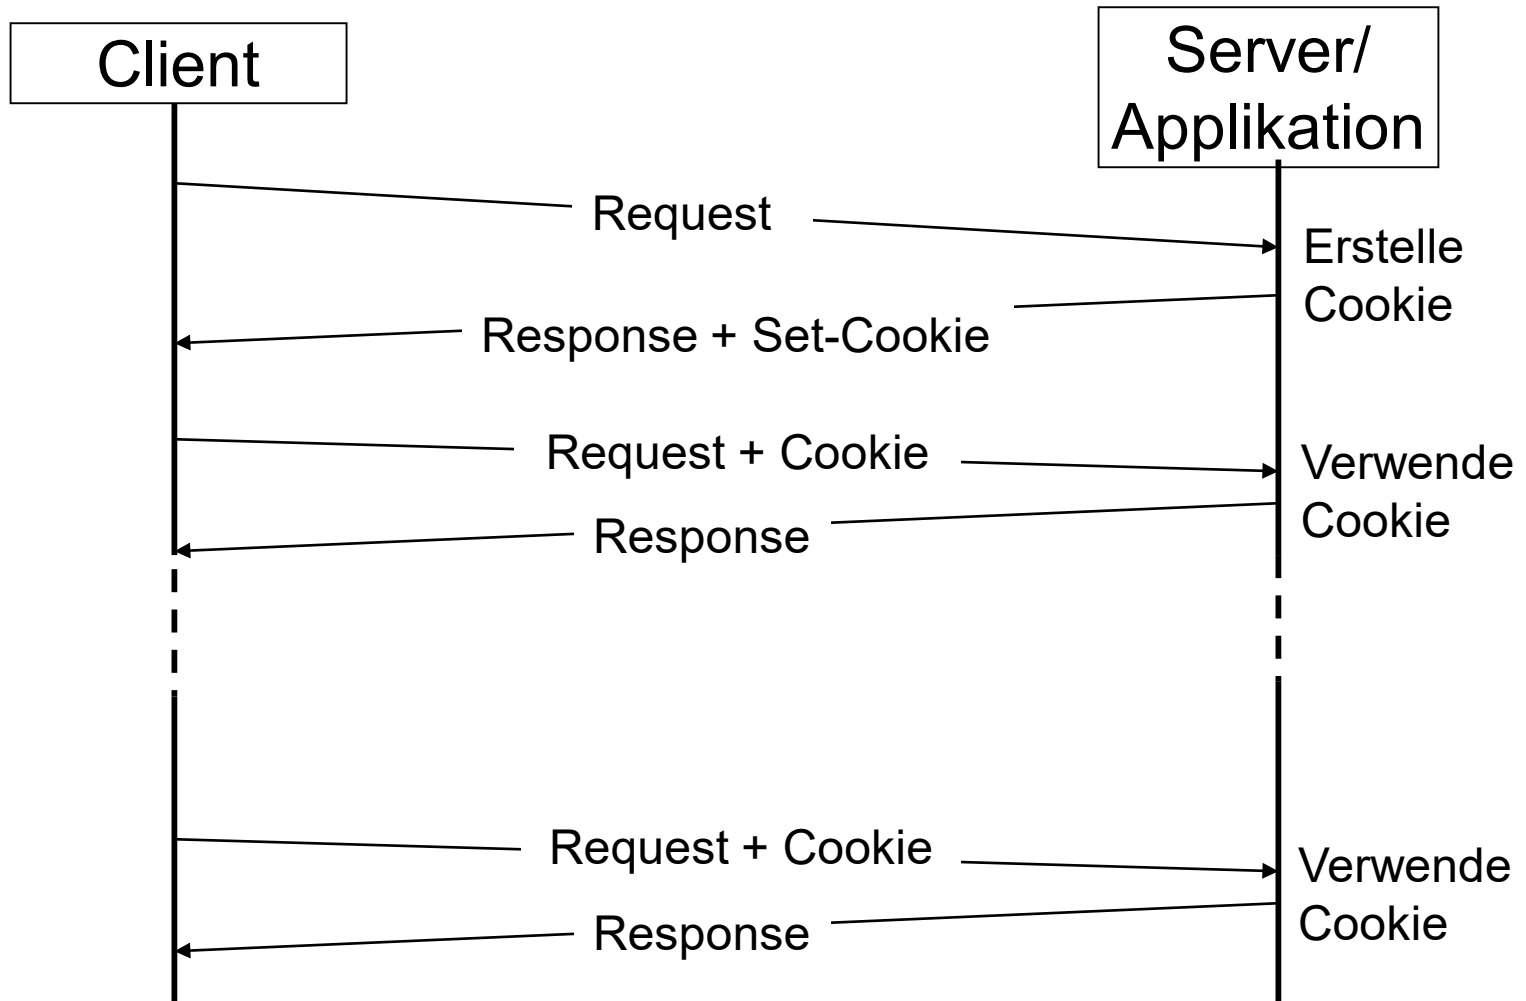 Client
Server/
Applikation
Request
Erstelle
Cookie
Response + Set-Cookie
Request + Cookie
Verwende
Cookie
Response
Request + Cookie
Verwende
Cookie
Response